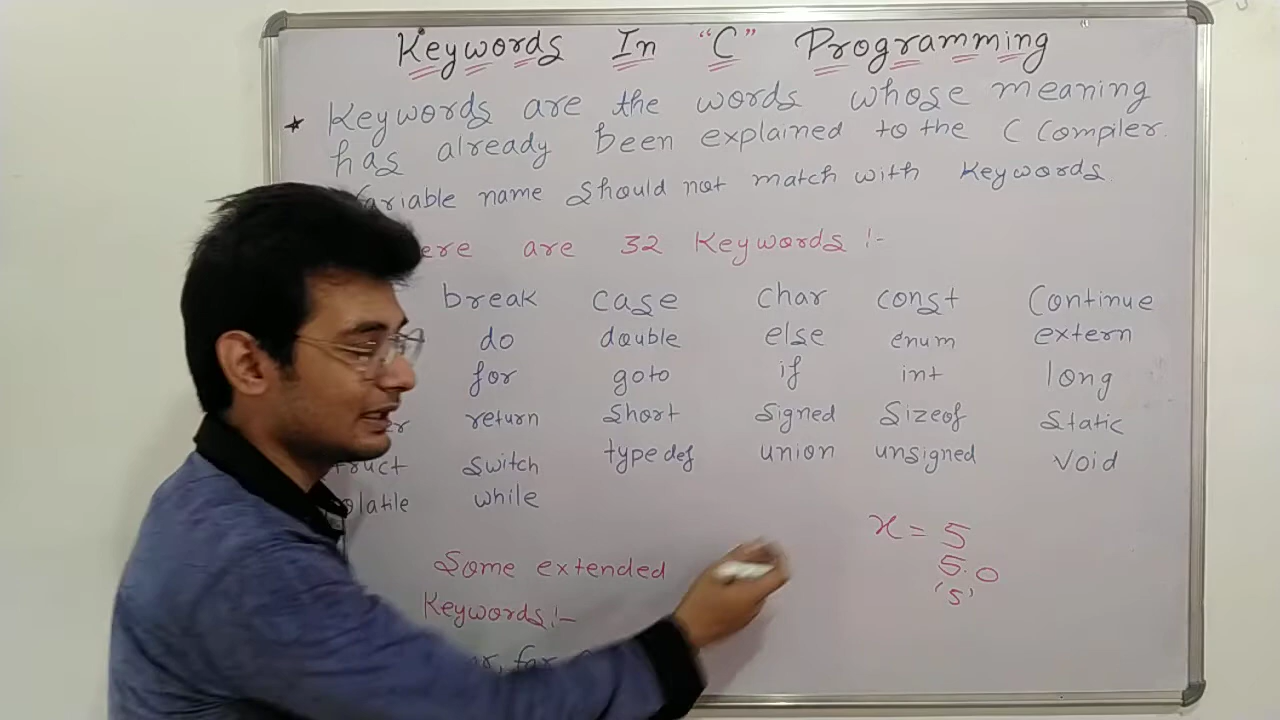 Keywords In "C" Programming
* Keywords are the words whose meaning
has already been explained to the C Compiler.
Variable name Should not match with Keywords.
are 32 Keywords :-
break case char const Continue
do double else enum extern
for goto if int long
return Short Signed Sizeof Static
Switch typedef union unsigned Void
while
x = 5
5.0
'5'
Some extended
Keywords :-